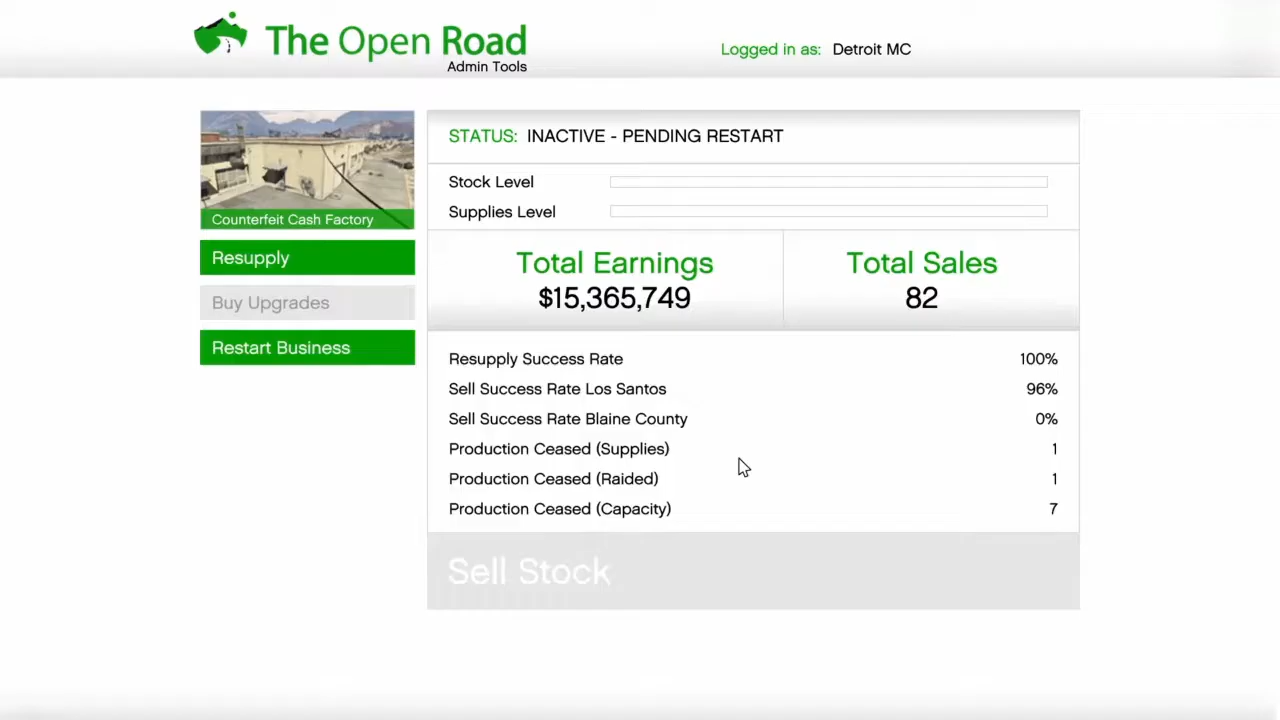 The Open Road
Admin Tools
Logged in as: Detroit MC
Counterfeit Cash Factory
Resupply
Buy Upgrades
Restart Business
STATUS: INACTIVE - PENDING RESTART
Stock Level
Supplies Level
Total Earnings
$15,365,749
Total Sales
82
Resupply Success Rate 100%
Sell Success Rate Los Santos 96%
Sell Success Rate Blaine County 0%
Production Ceased (Supplies) 1
Production Ceased (Raided) 1
Production Ceased (Capacity) 7
Sell Stock